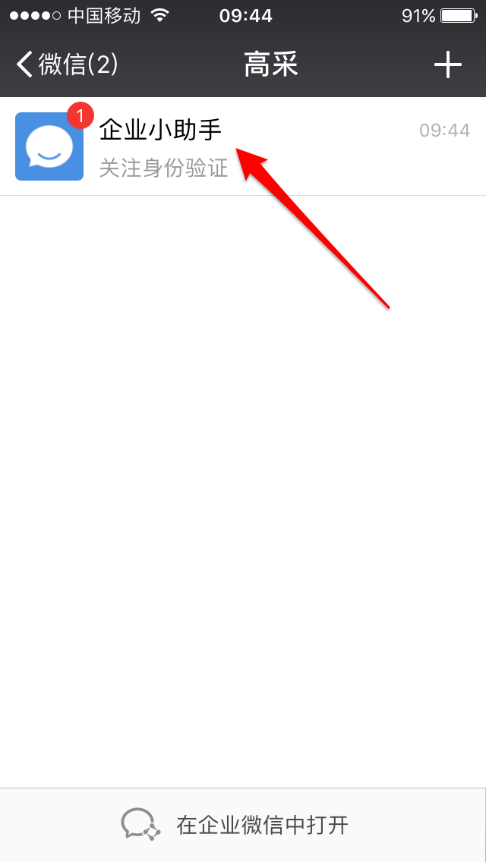 中国移动 09:44 91%
微信(2) 高采
1
企业小助手 09:44
关注身份验证
在企业微信中打开